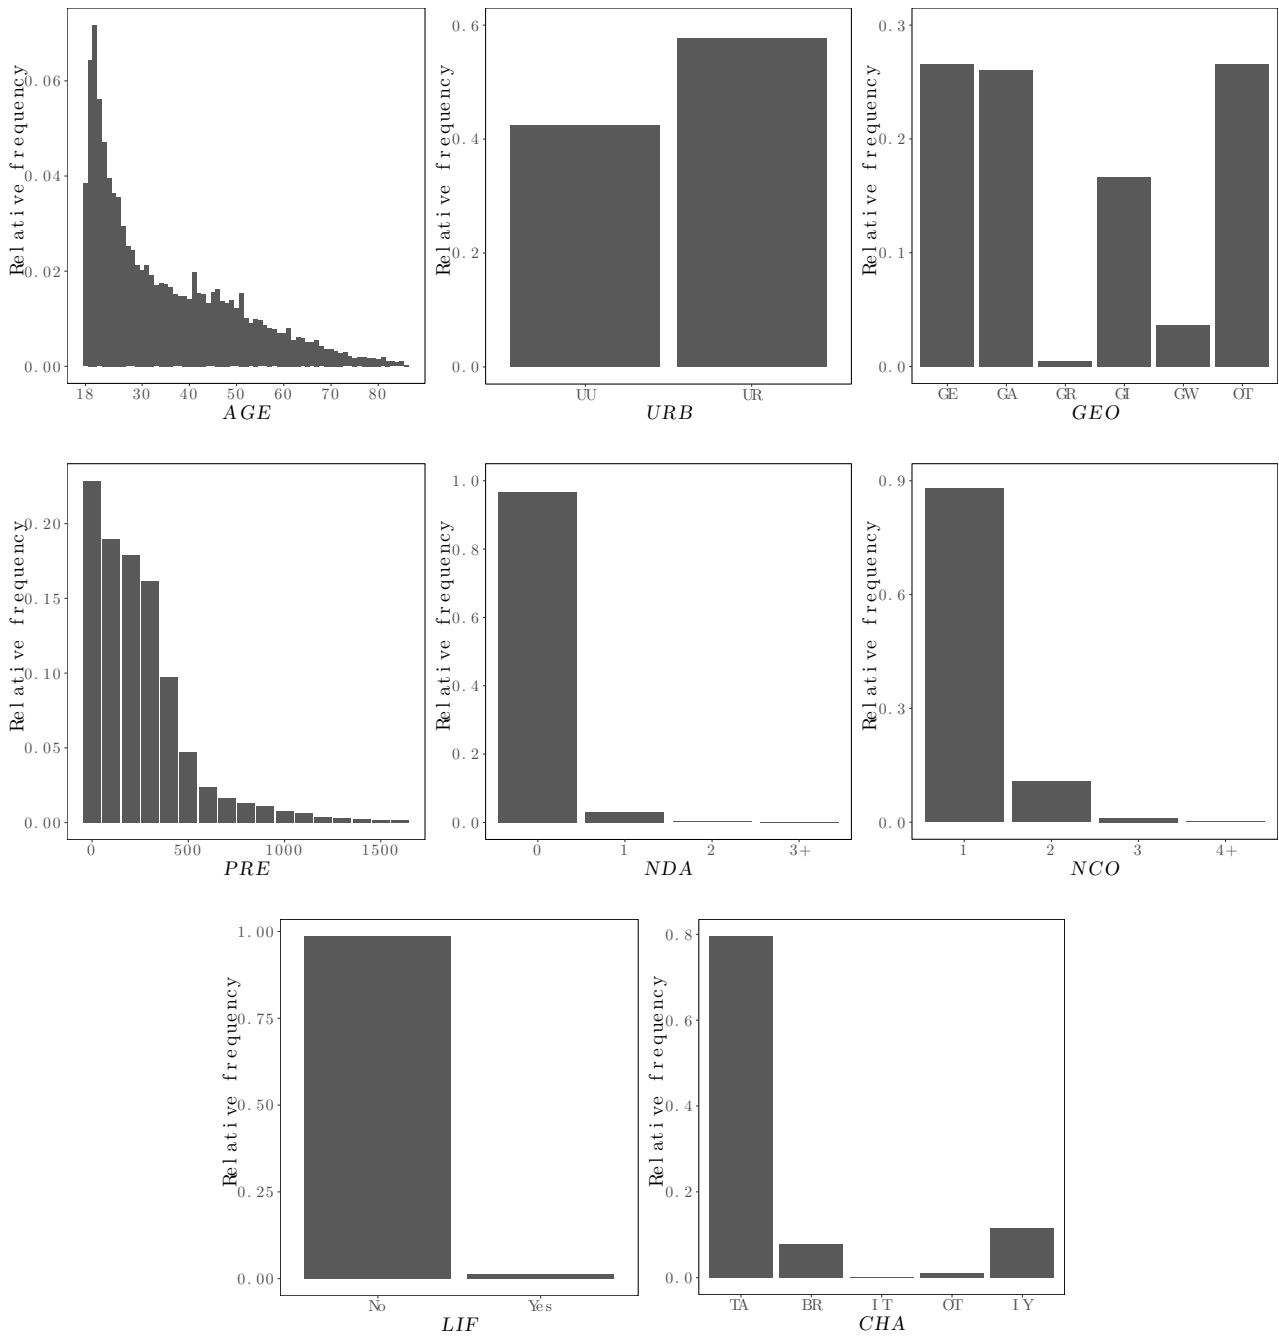 Relative frequency
0.06
0.04
0.02
0.00
18 30 40 50 60 70 80
AGE
Relative frequency
0.6
0.4
0.2
0.0
UU UR
URB
Relative frequency
0.3
0.2
0.1
0.0
GE GA GR GI GW OT
GEO
Relative frequency
0.20
0.15
0.10
0.05
0.00
0 500 1000 1500
PRE
Relative frequency
1.0
0.8
0.6
0.4
0.2
0.0
0 1 2 3+
NDA
Relative frequency
0.9
0.6
0.3
0.0
1 2 3 4+
NCO
Relative frequency
1.00
0.75
0.50
0.25
0.00
No Yes
LIF
Relative frequency
0.8
0.6
0.4
0.2
0.0
TA BR IT OT IY
CHA